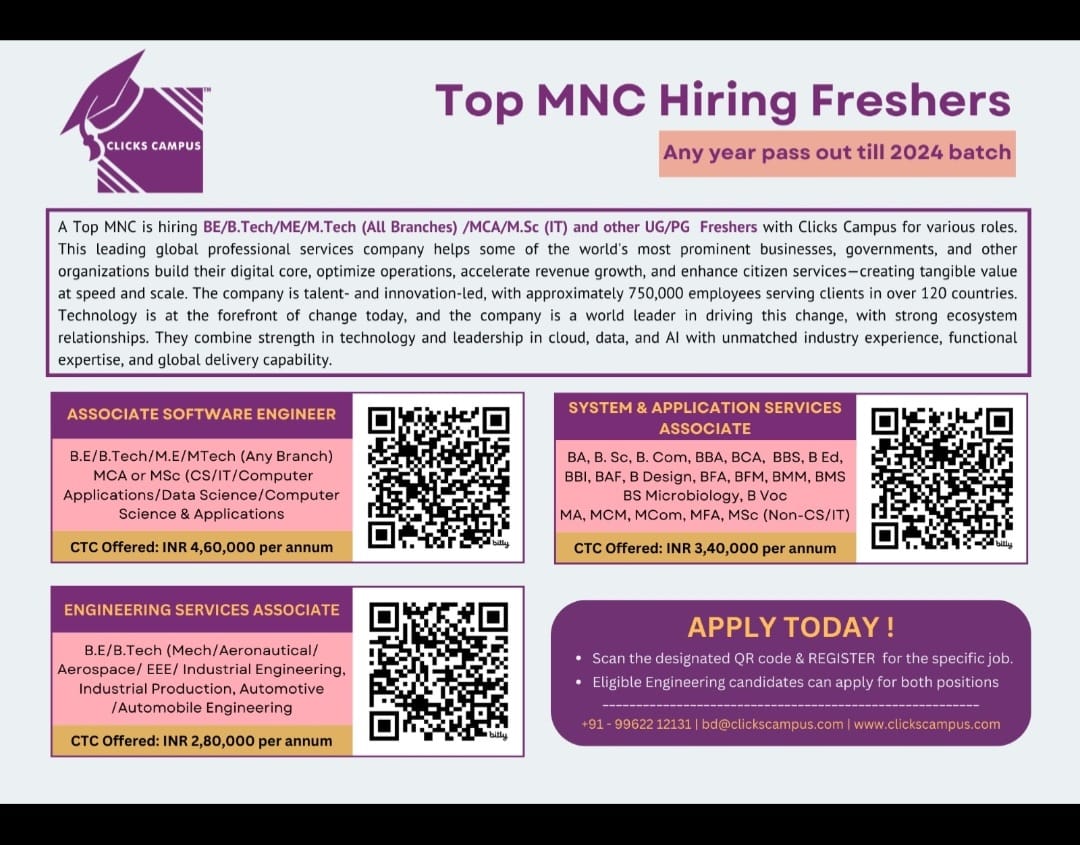 CLICKS CAMPUS
TM
Top MNC Hiring Freshers
Any year pass out till 2024 batch
A Top MNC is hiring BE/B.Tech/ME/M.Tech (All Branches) /MCA/M.Sc (IT) and other UG/PG Freshers with Clicks Campus for various roles.
This leading global professional services company helps some of the world's most prominent businesses, governments, and other
organizations build their digital core, optimize operations, accelerate revenue growth, and enhance citizen services—creating tangible value
at speed and scale. The company is talent- and innovation-led, with approximately 750,000 employees serving clients in over 120 countries.
Technology is at the forefront of change today, and the company is a world leader in driving this change, with strong ecosystem
relationships. They combine strength in technology and leadership in cloud, data, and AI with unmatched industry experience, functional
expertise, and global delivery capability.
ASSOCIATE SOFTWARE ENGINEER
B.E/B.Tech/M.E/MTech (Any Branch)
MCA or MSc (CS/IT/Computer
Applications/Data Science/Computer
Science & Applications
CTC Offered: INR 4,60,000 per annum
bitly
SYSTEM & APPLICATION SERVICES
ASSOCIATE
BA, B. Sc, B. Com, BBA, BCA, BBS, B Ed,
BBI, BAF, B Design, BFA, BFM, BMM, BMS
BS Microbiology, B Voc
MA, MCM, MCom, MFA, MSc (Non-CS/IT)
CTC Offered: INR 3,40,000 per annum
bitly
ENGINEERING SERVICES ASSOCIATE
B.E/B.Tech (Mech/Aeronautical/
Aerospace/ EEE/ Industrial Engineering,
Industrial Production, Automotive
/Automobile Engineering
CTC Offered: INR 2,80,000 per annum
bitly
APPLY TODAY !
• Scan the designated QR code & REGISTER for the specific job.
• Eligible Engineering candidates can apply for both positions
+91 - 99622 12131 | bd@clickscampus.com | www.clickscampus.com